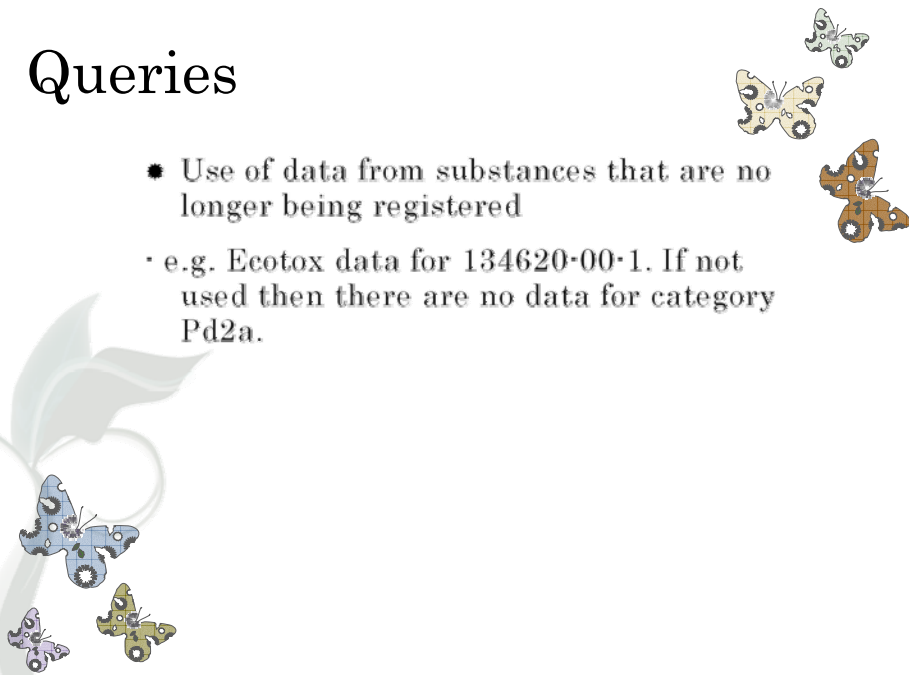 Queries
Use of data from substances that are no
longer being registered
· e.g. Ecotox data for 134620-00-1. If not
used then there are no data for category
Pd2a.